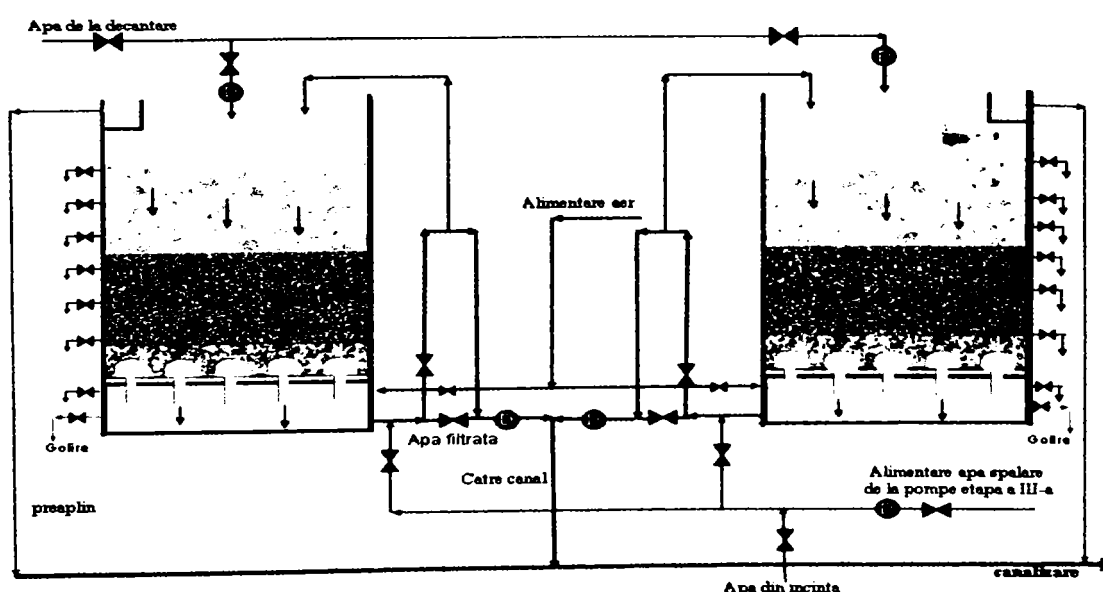 Apa de la decantare
Alimentare aer
Apa filtrata
Golire
Golire
Catre canal
Alimentare apa spalare
de la pompe etapa a III-a
preaplin
canalizare
Apa din incinta